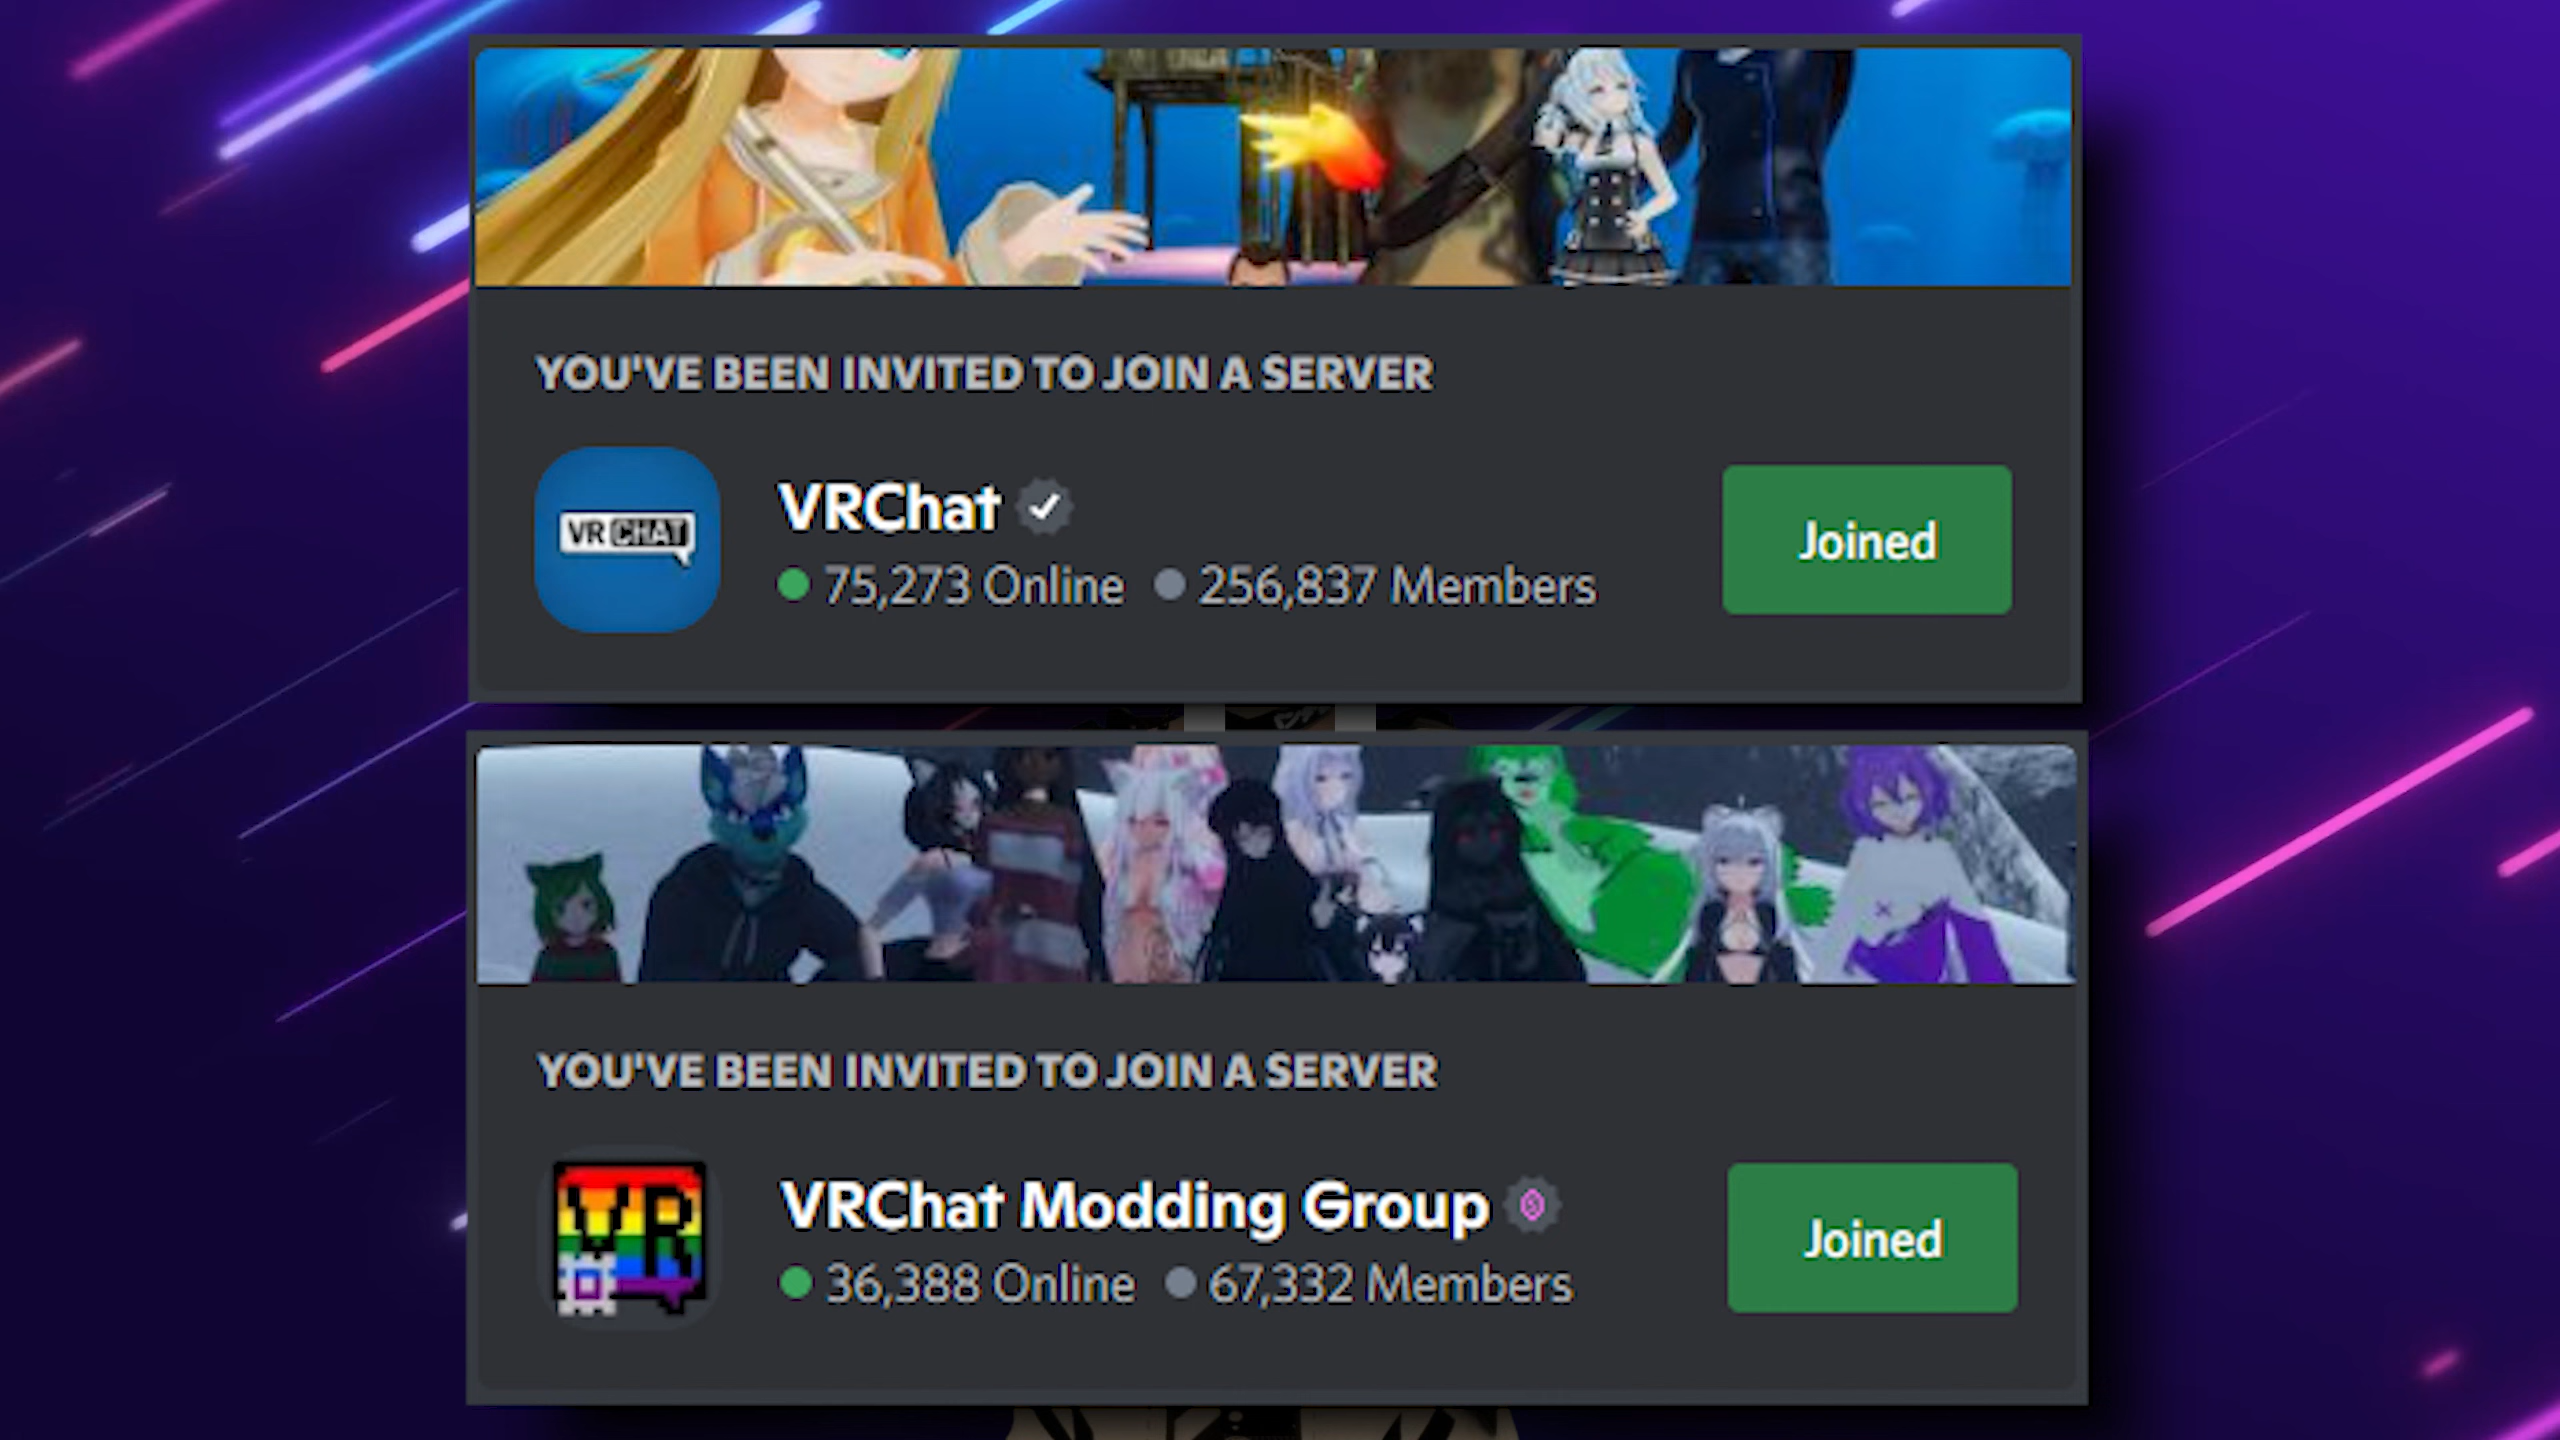 YOU'VE BEEN INVITED TO JOIN A SERVER
VR CHAT
VRChat
75,273 Online 256,837 Members
Joined
YOU'VE BEEN INVITED TO JOIN A SERVER
VR
VRChat Modding Group
36,388 Online 67,332 Members
Joined